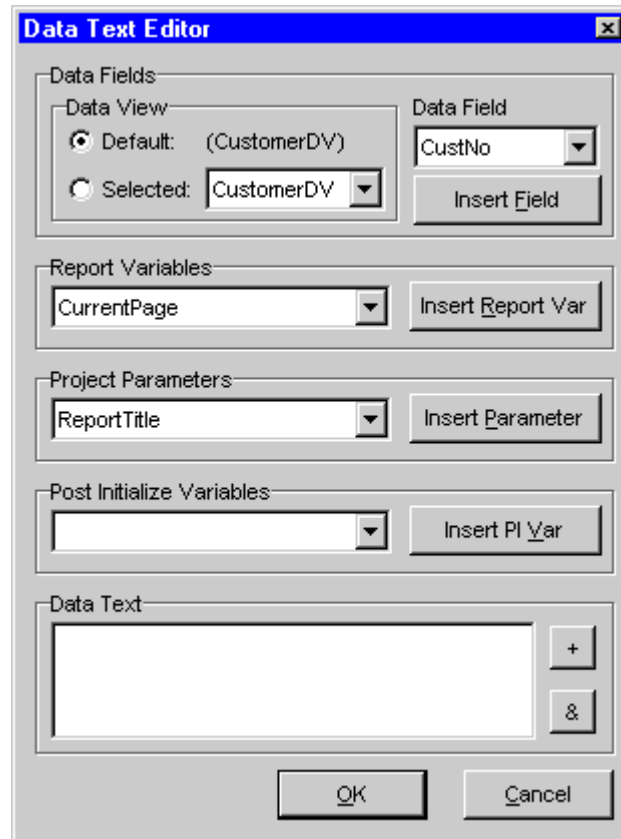 Data Text Editor
Data Fields
Data View
Data Field
Default: (CustomerDV)
CustNo
Selected: CustomerDV
Insert Field
Report Variables
CurrentPage
Insert Report Var
Project Parameters
ReportTitle
Insert Parameter
Post Initialize Variables
Insert PI Var
Data Text
+
&
OK
Cancel